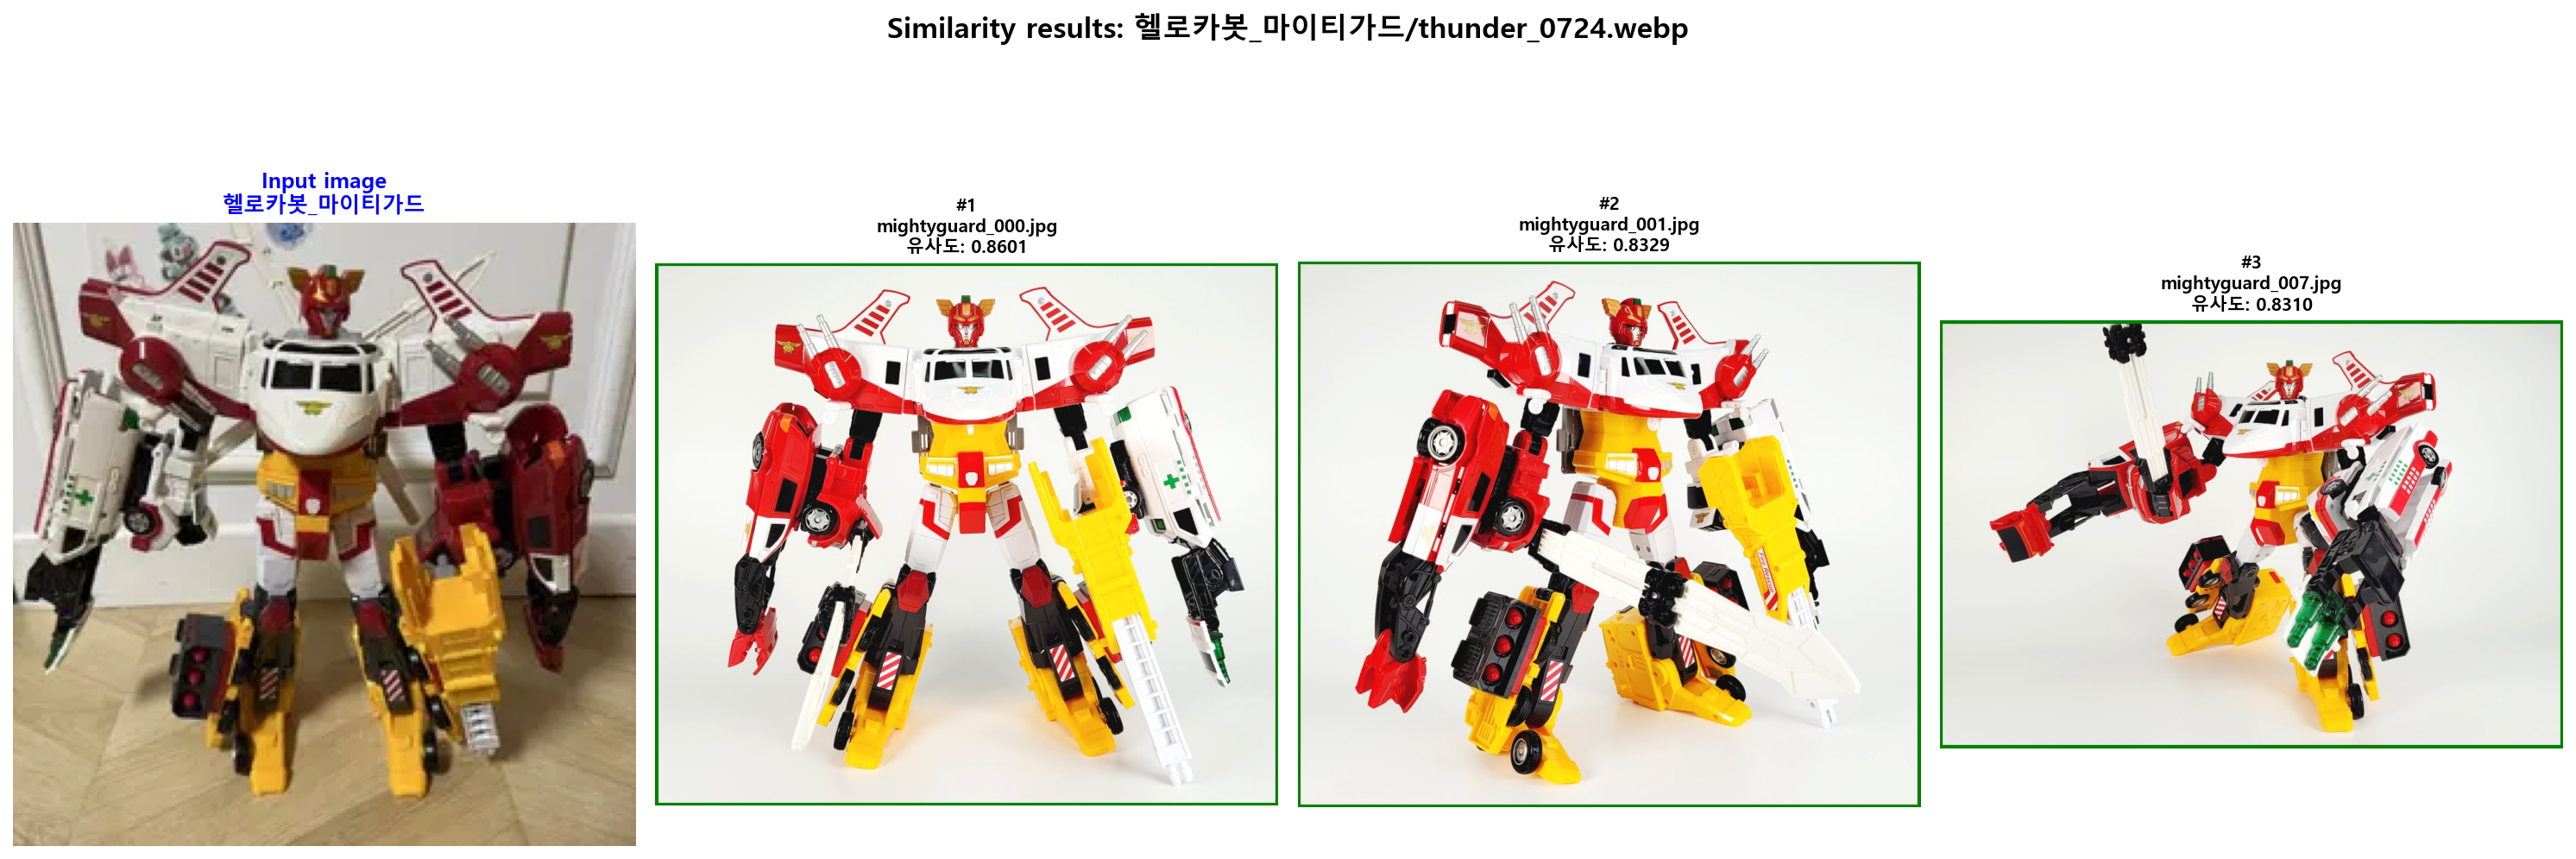 Similarity results: 헬로카봇_마이티가드/thunder_0724.webp
Input image
헬로카봇_마이티가드
#1
mightyguard_000.jpg
유사도: 0.8601
#2
mightyguard_001.jpg
유사도: 0.8329
#3
mightyguard_007.jpg
유사도: 0.8310